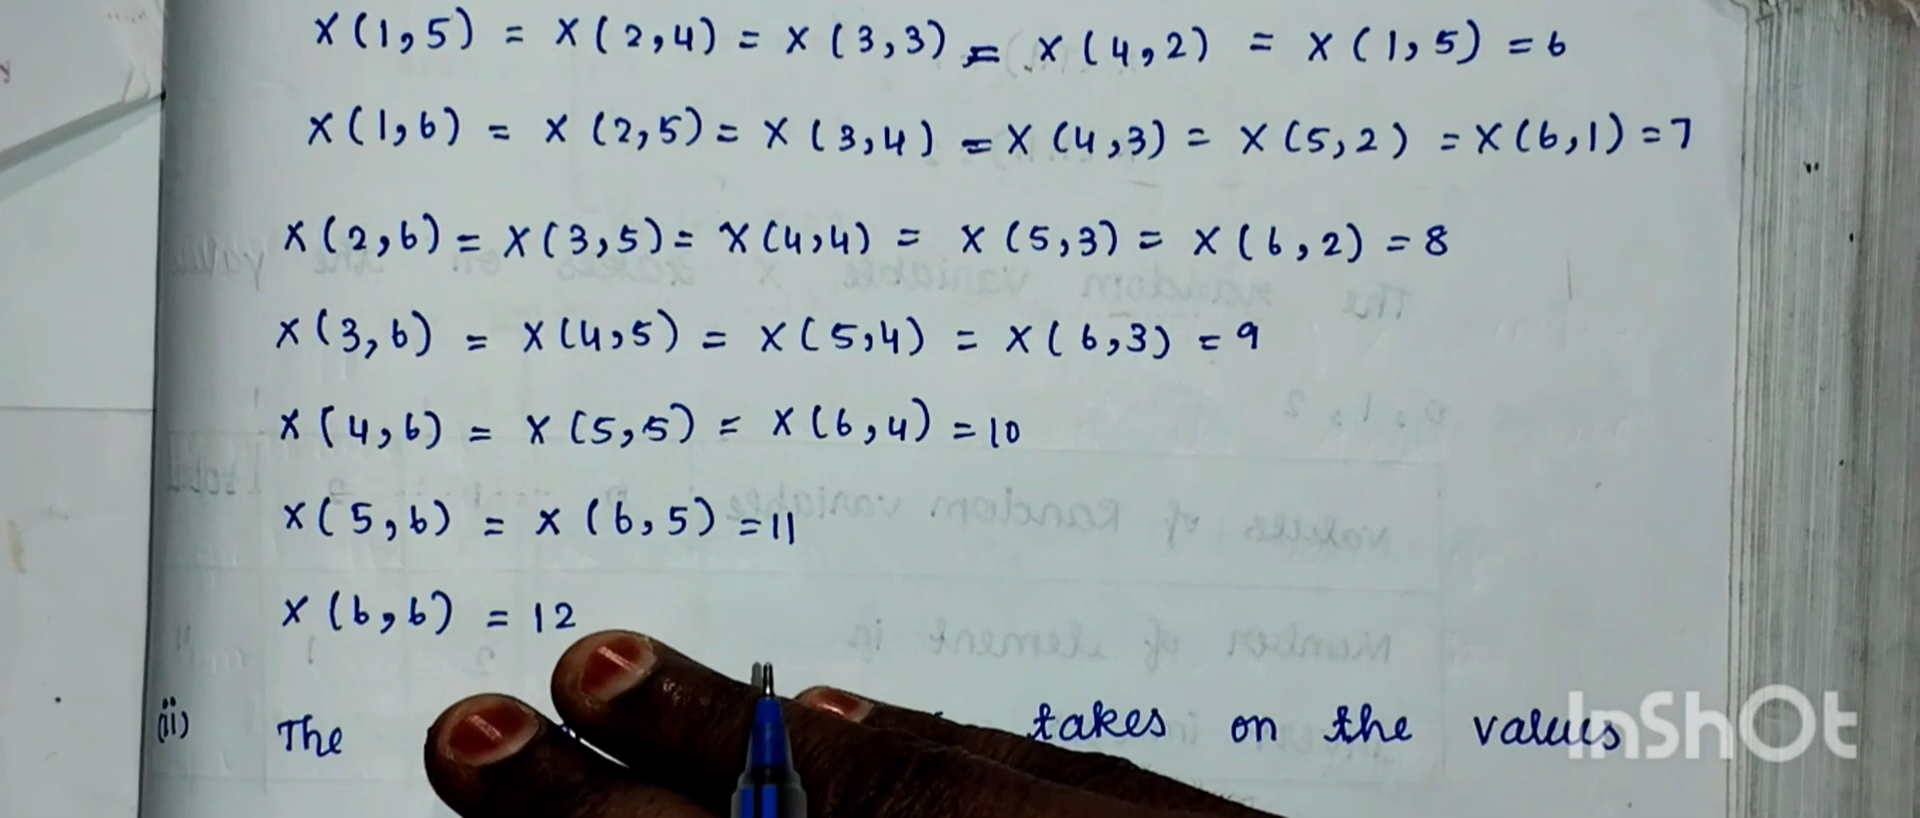 X(1,5) = X(2,4) = X(3,3) = X(4,2) = X(1,5) = 6
X(1,6) = X(2,5) = X(3,4) = X(4,3) = X(5,2) = X(6,1) = 7
X(2,6) = X(3,5) = X(4,4) = X(5,3) = X(6,2) = 8
X(3,6) = X(4,5) = X(5,4) = X(6,3) = 9
X(4,6) = X(5,5) = X(6,4) = 10
X(5,6) = X(6,5) = 11
X(6,6) = 12
(ii) The takes on the values
InShOt